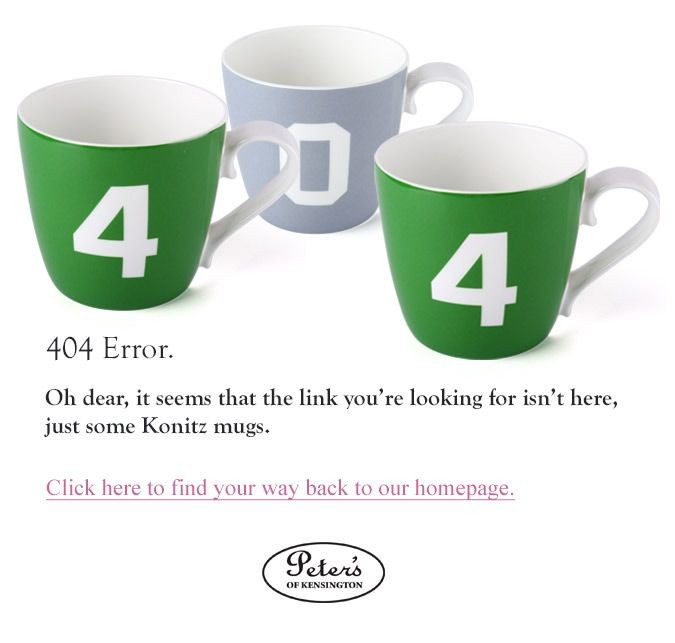 4 0 4
404 Error.
Oh dear, it seems that the link you’re looking for isn’t here,
just some Konitz mugs.
Click here to find your way back to our homepage.
Peter's
OF KENSINGTON